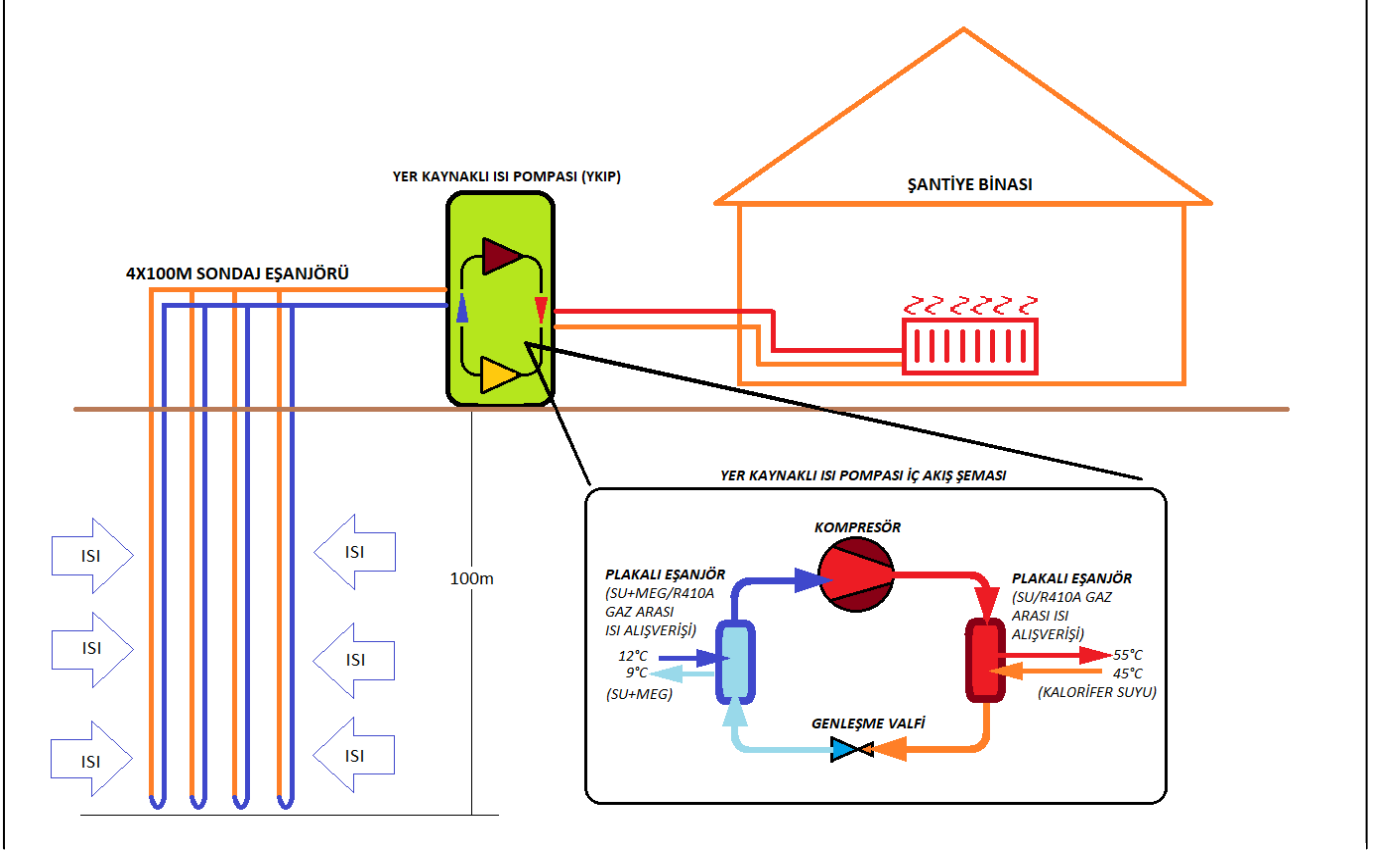 YER KAYNAKLI ISI POMPASI (YKIP)
ŞANTİYE BİNASI
4X100M SONDAJ EŞANJÖRÜ
YER KAYNAKLI ISI POMPASI İÇ AKIŞ ŞEMASI
ISI
ISI
ISI
ISI
ISI
ISI
100m
KOMPRESÖR
PLAKALI EŞANJÖR
(SU+MEG/R410A
GAZ ARASI
ISI ALIŞVERİŞİ)
12°C
9°C
(SU+MEG)
PLAKALI EŞANJÖR
(SU/R410A GAZ
ARASI ISI
ALIŞVERİŞİ)
55°C
45°C
(KALORİFER SUYU)
GENLEŞME VALFİ